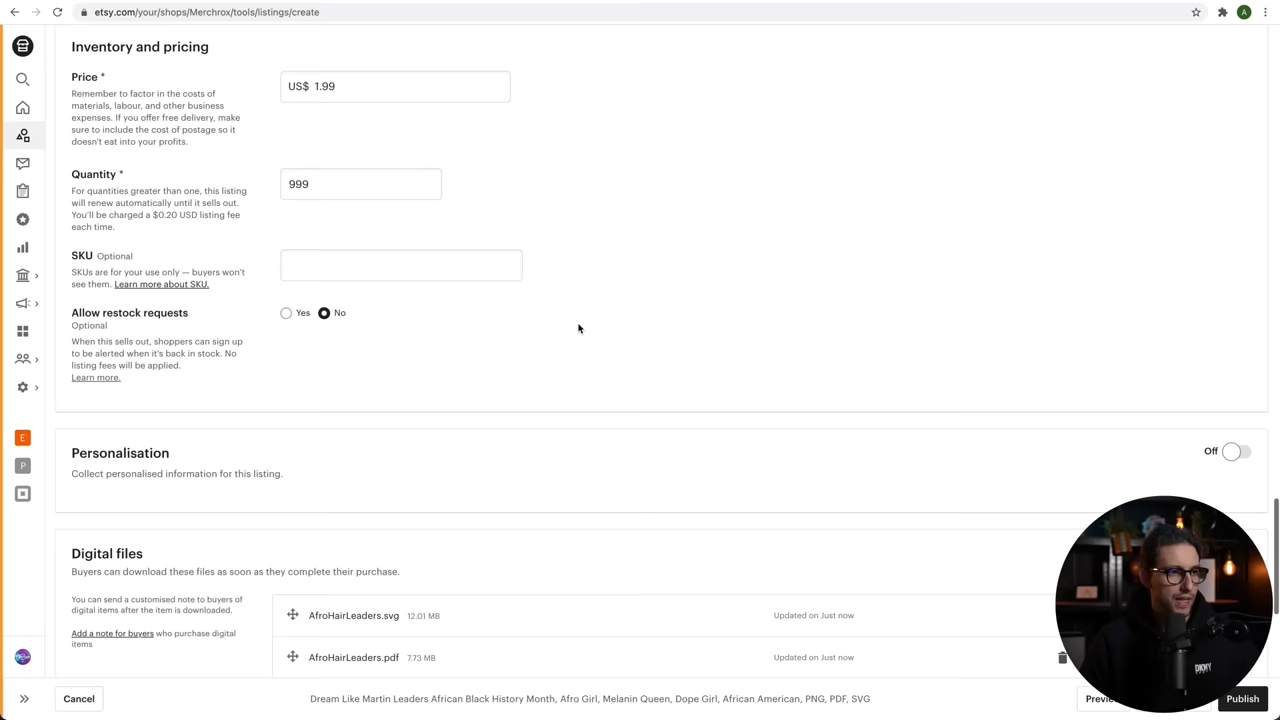 etsy.com/your/shops/Merchrox/tools/listings/create
A
Inventory and pricing
Price *
Remember to factor in the costs of
materials, labour, and other business
expenses. If you offer free delivery, make
sure to include the cost of postage so it
doesn't eat into your profits.
US$ 1.99
Quantity *
For quantities greater than one, this listing
will renew automatically until it sells out.
You'll be charged a $0.20 USD listing fee
each time.
999
SKU Optional
SKUs are for your use only — buyers won't
see them. Learn more about SKU.
Allow restock requests
Optional
When this sells out, shoppers can sign up
to be alerted when it's back in stock. No
listing fees will be applied.
Learn more.
Yes No
E
P
Personalisation
Collect personalised information for this listing.
Off
Digital files
Buyers can download these files as soon as they complete their purchase.
You can send a customised note to buyers of
digital items after the item is downloaded.
Add a note for buyers who purchase digital
items
AfroHairLeaders.svg 12.01 MB Updated on Just now
AfroHairLeaders.pdf 7.73 MB Updated on Just now
DKNY
Cancel
Dream Like Martin Leaders African Black History Month, Afro Girl, Melanin Queen, Dope Girl, African American, PNG, PDF, SVG
Previe
Publish